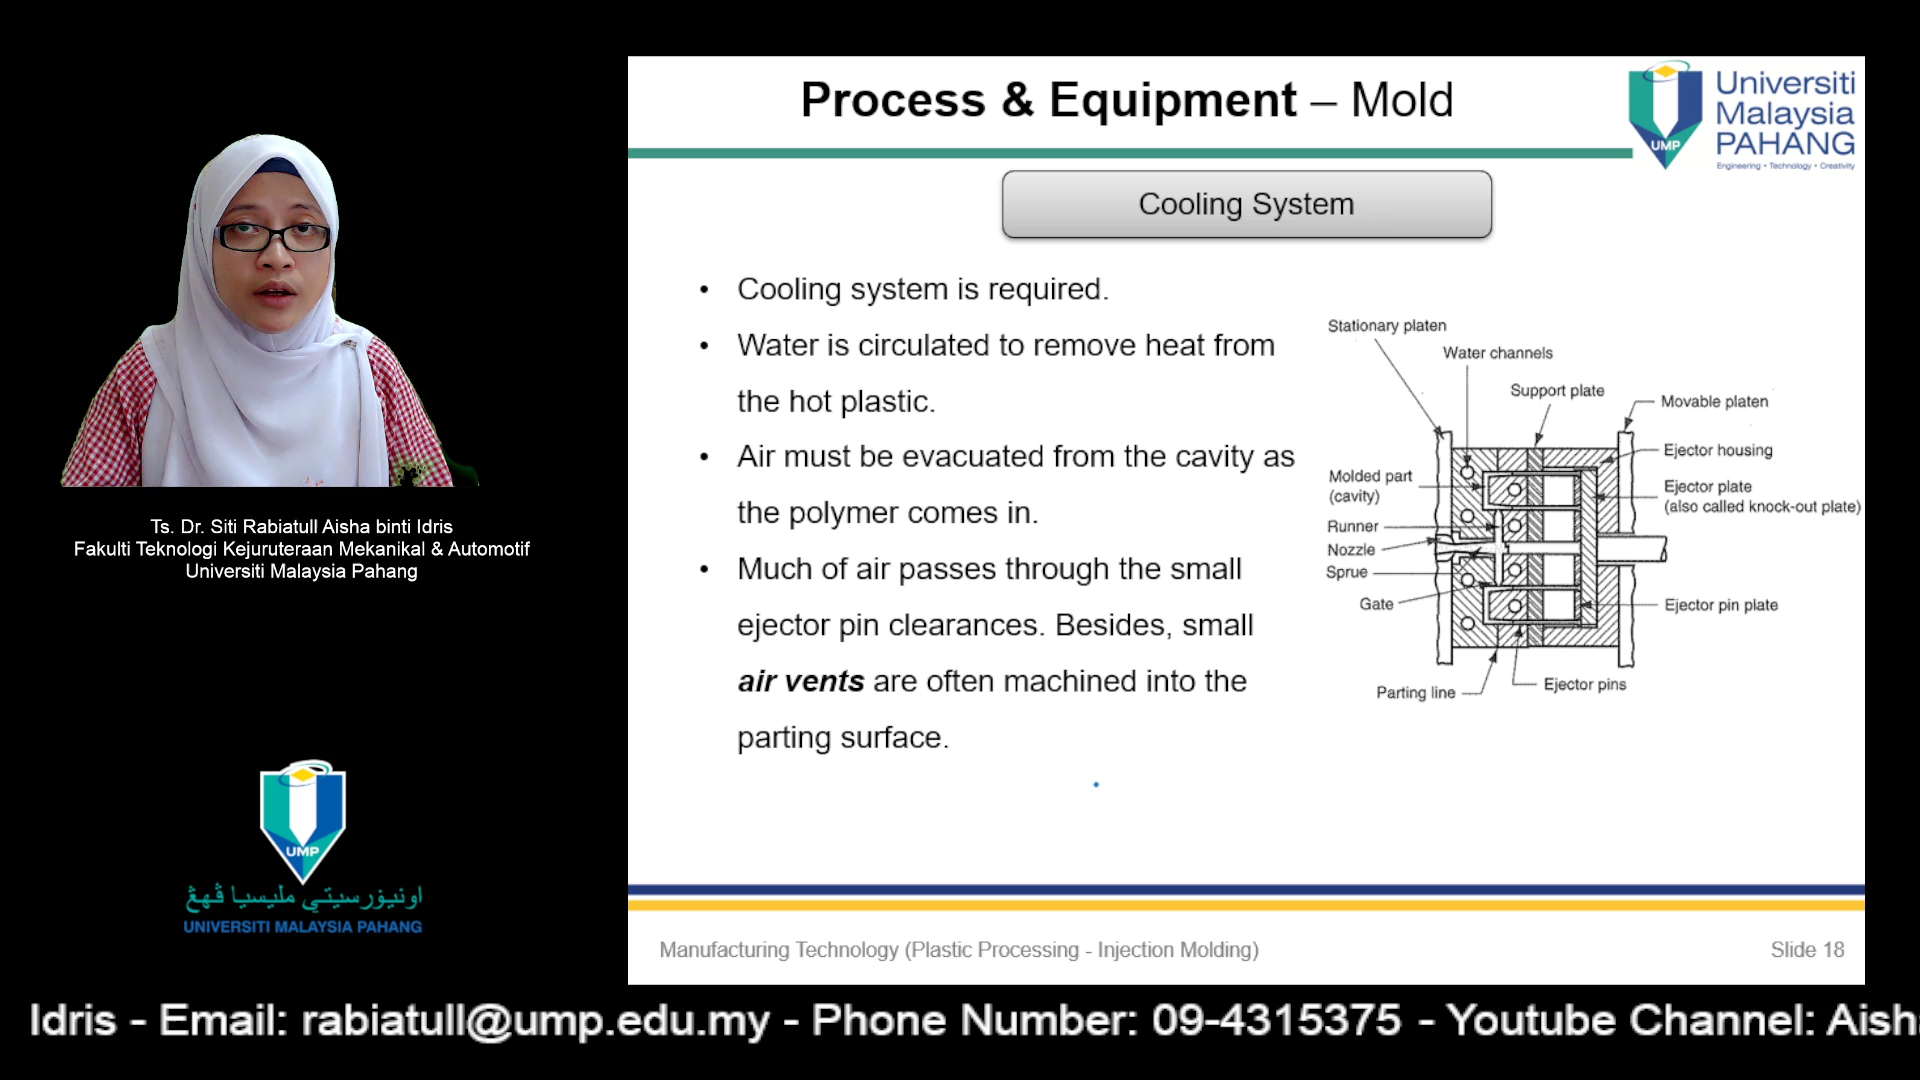 Process & Equipment – Mold
UMP
Universiti
Malaysia
PAHANG
Engineering • Technology • Creativity
Cooling System
• Cooling system is required.
• Water is circulated to remove heat from
the hot plastic.
• Air must be evacuated from the cavity as
the polymer comes in.
• Much of air passes through the small
ejector pin clearances. Besides, small
air vents are often machined into the
parting surface.
Stationary platen
Water channels
Support plate
Movable platen
Ejector housing
Molded part
(cavity)
Ejector plate
(also called knock-out plate)
Runner
Nozzle
Sprue
Gate
Ejector pin plate
Parting line
Ejector pins
Ts. Dr. Siti Rabiatull Aisha binti Idris
Fakulti Teknologi Kejuruteraan Mekanikal & Automotif
Universiti Malaysia Pahang
UMP
اونيۏرسيتي مليسيا ڤهڠ
UNIVERSITI MALAYSIA PAHANG
Manufacturing Technology (Plastic Processing - Injection Molding)
Slide 18
Idris - Email: rabiatull@ump.edu.my - Phone Number: 09-4315375 - Youtube Channel: Aish